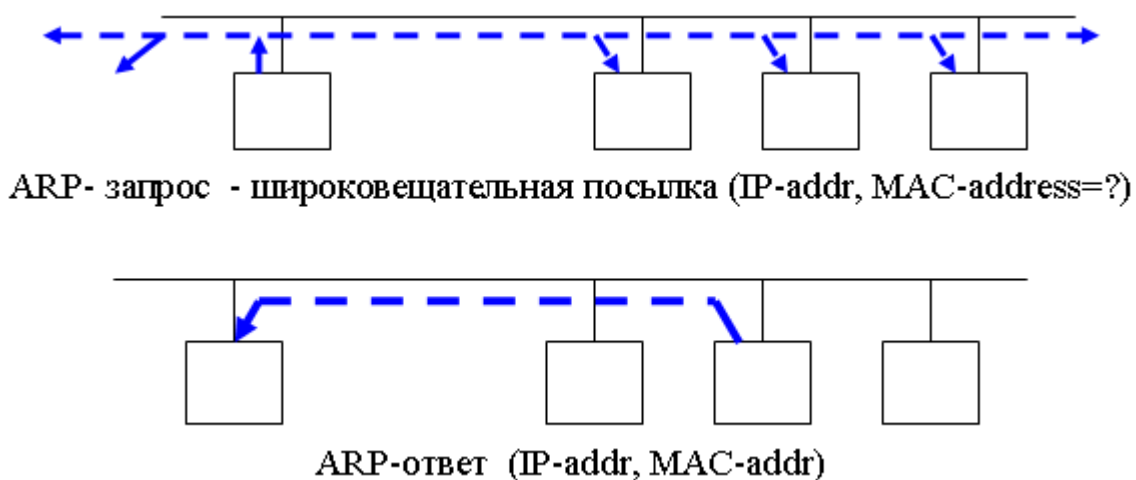 ARP- запрос - широковещательная посылка (IP-addr, MAC-address=?)
ARP-ответ (IP-addr, MAC-addr)